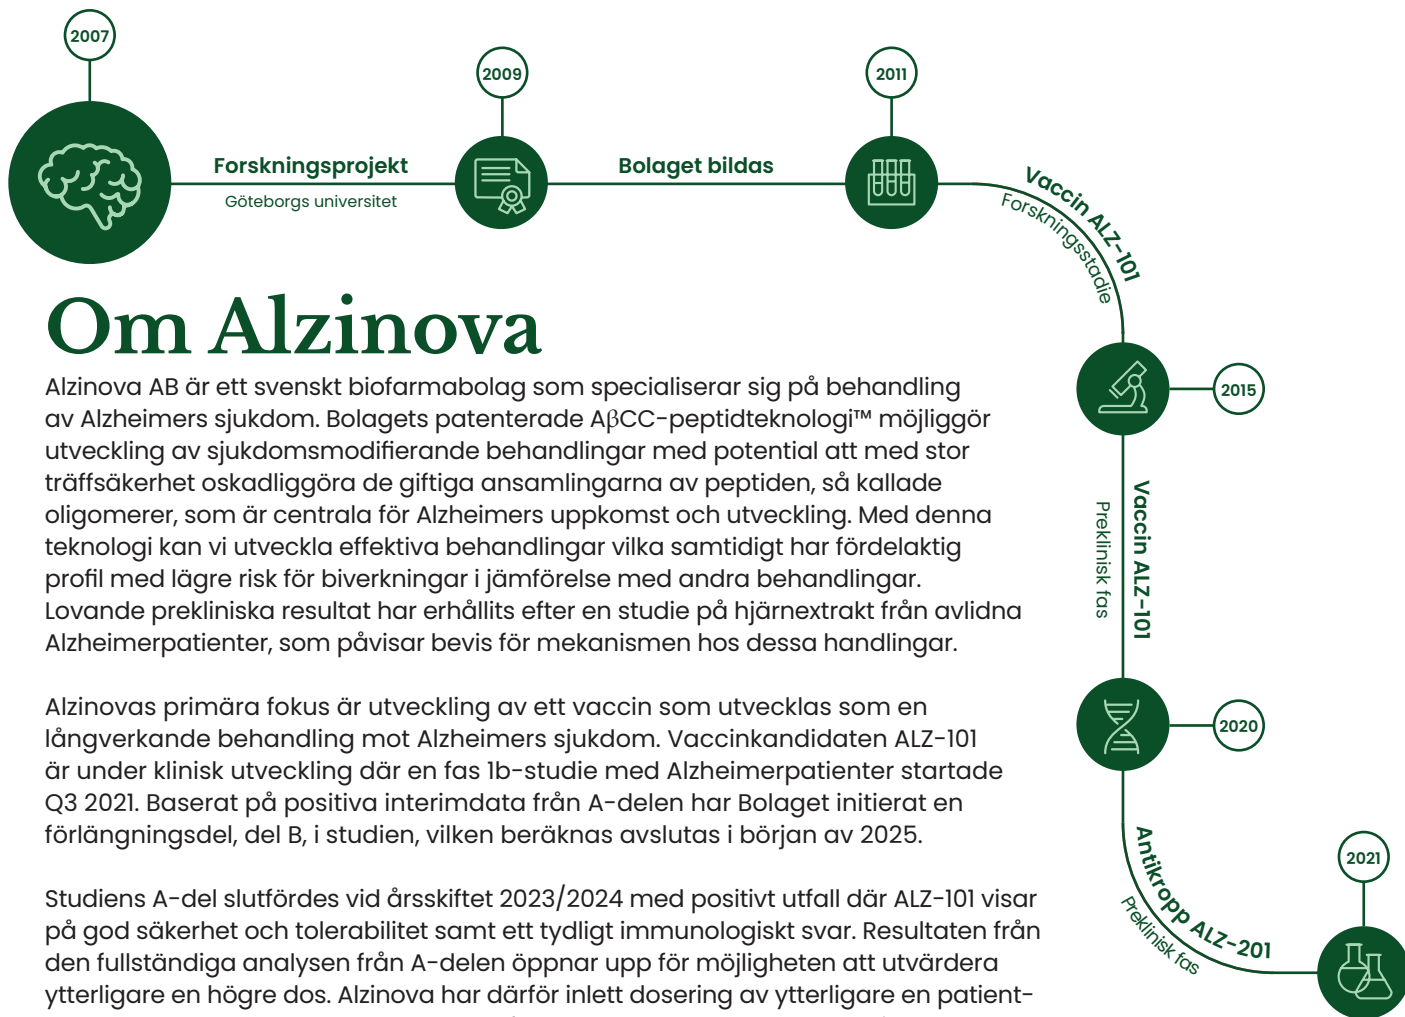 2007
2009
2011
Forskningsprojekt
Göteborgs universitet
Bolaget bildas
Vaccin ALZ-101
Forskningsstadie
2015
Vaccin ALZ-101
Preklinisk fas
2020
Antikropp ALZ-201
Preklinisk fas
2021
Om Alzinova
Alzinova AB är ett svenskt biofarmabolag som specialiserar sig på behandling
av Alzheimers sjukdom. Bolagets patenterade AβCC-peptidteknologi™ möjliggör
utveckling av sjukdomsmodifierande behandlingar med potential att med stor
träffsäkerhet oskadliggöra de giftiga ansamlingarna av peptiden, så kallade
oligomerer, som är centrala för Alzheimers uppkomst och utveckling. Med denna
teknologi kan vi utveckla effektiva behandlingar vilka samtidigt har fördelaktig
profil med lägre risk för biverkningar i jämförelse med andra behandlingar.
Lovande prekliniska resultat har erhållits efter en studie på hjärnextrakt från avlidna
Alzheimerpatienter, som påvisar bevis för mekanismen hos dessa handlingar.
Alzinovas primära fokus är utveckling av ett vaccin som utvecklas som en
långverkande behandling mot Alzheimers sjukdom. Vaccinkandidaten ALZ-101
är under klinisk utveckling där en fas 1b-studie med Alzheimerpatienter startade
Q3 2021. Baserat på positiva interimdata från A-delen har Bolaget initierat en
förlängningsdel, del B, i studien, vilken beräknas avslutas i början av 2025.
Studiens A-del slutfördes vid årsskiftet 2023/2024 med positivt utfall där ALZ-101 visar
på god säkerhet och tolerabilitet samt ett tydligt immunologiskt svar. Resultaten från
den fullständiga analysen från A-delen öppnar upp för möjligheten att utvärdera
ytterligare en högre dos. Alzinova har därför inlett dosering av ytterligare en patient-